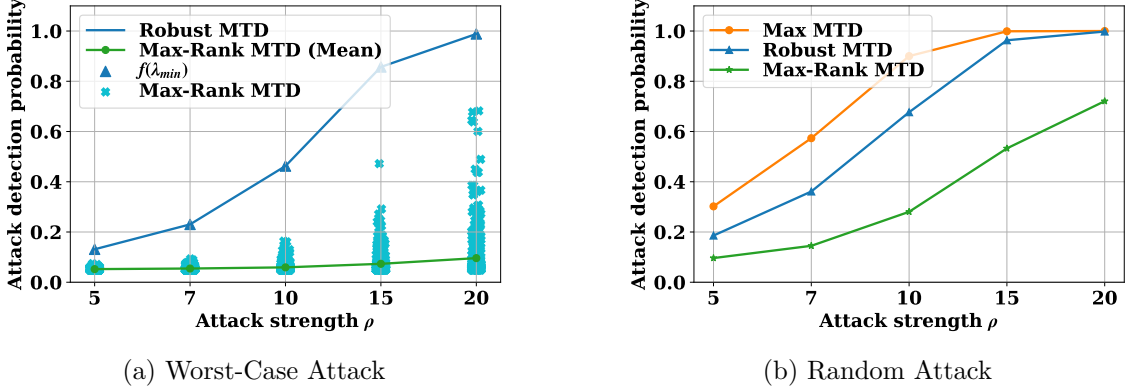 Attack detection probability
1.0
0.8
0.6
0.4
0.2
0.0
Robust MTD
Max-Rank MTD (Mean)
f(λmin)
Max-Rank MTD
5
7
10
15
20
Attack strength ρ
(a) Worst-Case Attack
Attack detection probability
1.0
0.8
0.6
0.4
0.2
0.0
Max MTD
Robust MTD
Max-Rank MTD
5
7
10
15
20
Attack strength ρ
(b) Random Attack